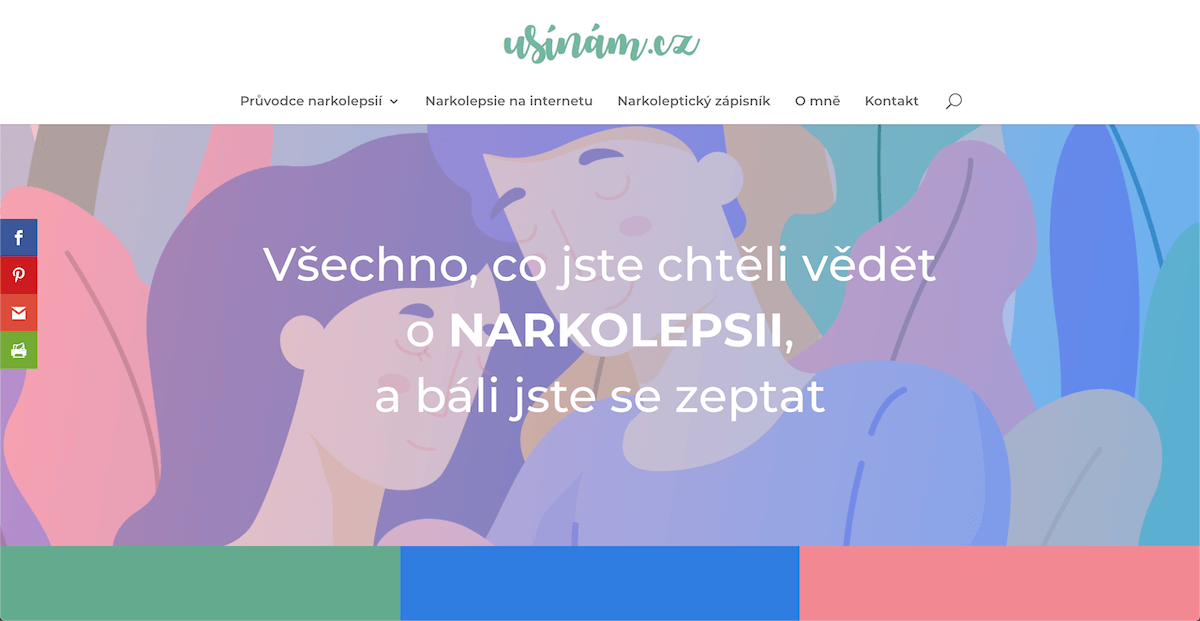 usínám.cz
Průvodce narkolepsií
Narkolepsie na internetu
Narkoleptický zápisník
O mně
Kontakt
Všechno, co jste chtěli vědět
o NARKOLEPSII,
a báli jste se zeptat